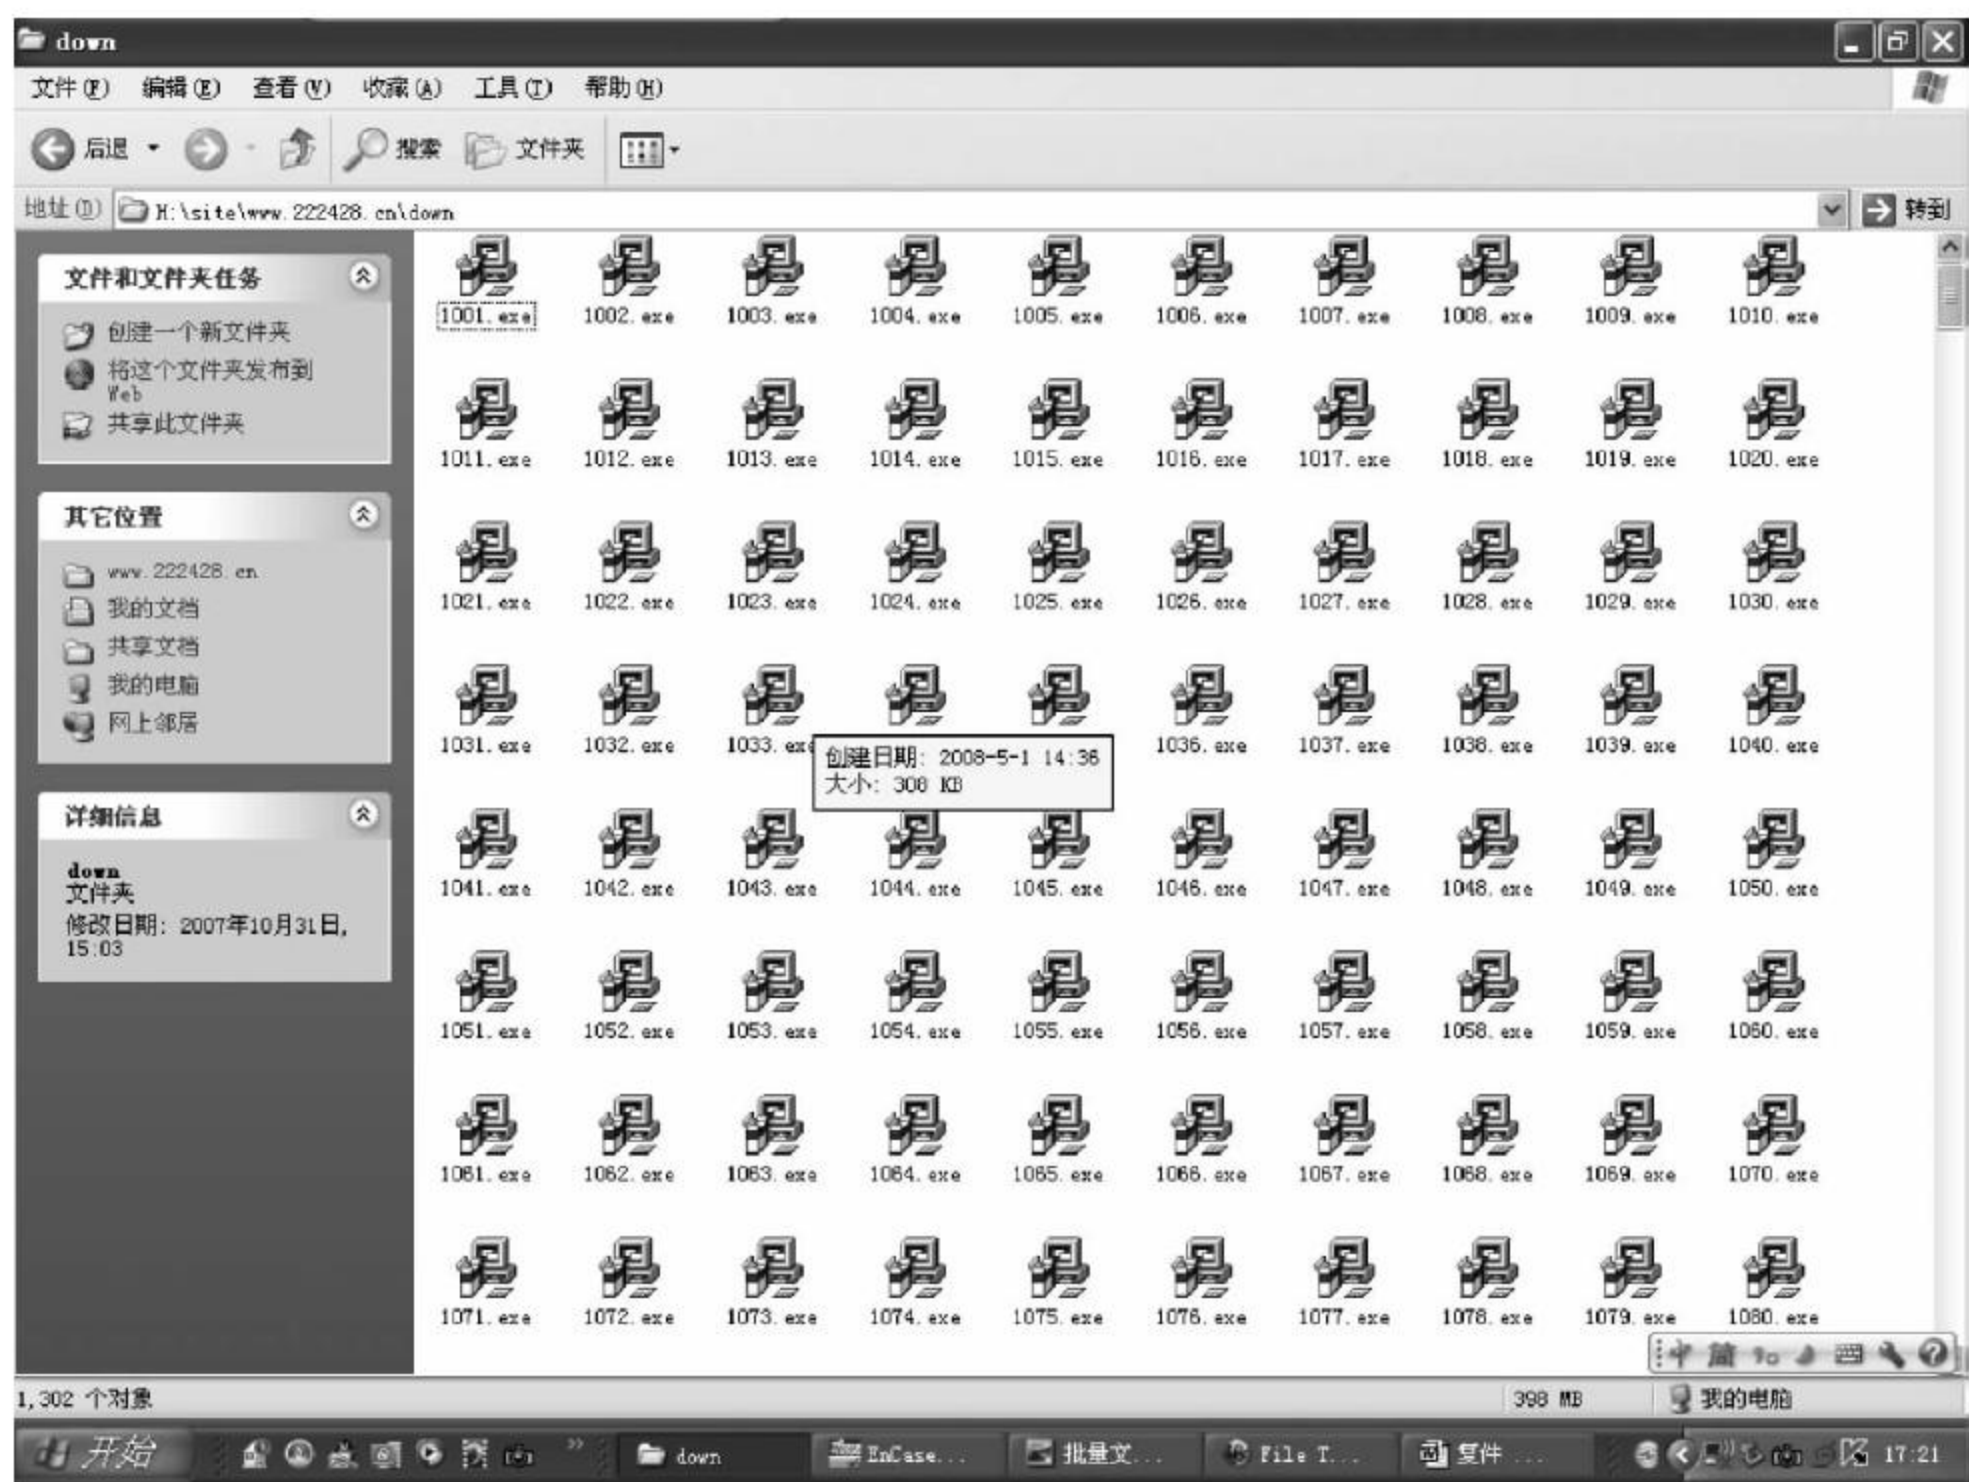 down
文件(F) 编辑(E) 查看(V) 收藏(A) 工具(T) 帮助(H)
后退 搜索 文件夹
地址(D) H:\site\www.222428.cn\down 转到
文件和文件夹任务
创建一个新文件夹
将这个文件夹发布到
Web
共享此文件夹
其它位置
www.222428.cn
我的文档
共享文档
我的电脑
网上邻居
详细信息
down
文件夹
修改日期: 2007年10月31日,
15:03
1001.exe 1002.exe 1003.exe 1004.exe 1005.exe 1006.exe 1007.exe 1008.exe 1009.exe 1010.exe
1011.exe 1012.exe 1013.exe 1014.exe 1015.exe 1016.exe 1017.exe 1018.exe 1019.exe 1020.exe
1021.exe 1022.exe 1023.exe 1024.exe 1025.exe 1026.exe 1027.exe 1028.exe 1029.exe 1030.exe
1031.exe 1032.exe 1033.exe 1036.exe 1037.exe 1038.exe 1039.exe 1040.exe
创建日期: 2008-5-1 14:36
大小: 308 KB
1041.exe 1042.exe 1043.exe 1044.exe 1045.exe 1046.exe 1047.exe 1048.exe 1049.exe 1050.exe
1051.exe 1052.exe 1053.exe 1054.exe 1055.exe 1056.exe 1057.exe 1058.exe 1059.exe 1060.exe
1061.exe 1062.exe 1063.exe 1064.exe 1065.exe 1066.exe 1067.exe 1068.exe 1069.exe 1070.exe
1071.exe 1072.exe 1073.exe 1074.exe 1075.exe 1076.exe 1077.exe 1078.exe 1079.exe 1080.exe
中 简
1,302 个对象 398 MB 我的电脑
开始 » down EnCase... 批量文... File T... 复件 ... 17:21